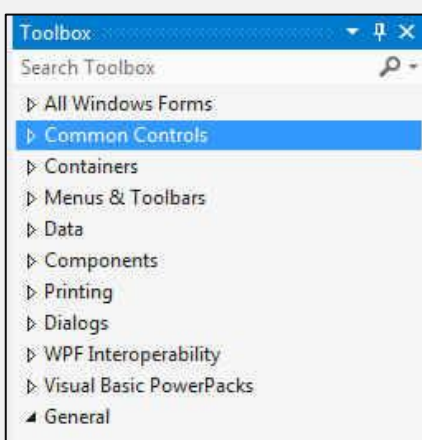 Toolbox
Search Toolbox
All Windows Forms
Common Controls
Containers
Menus & Toolbars
Data
Components
Printing
Dialogs
WPF Interoperability
Visual Basic PowerPacks
General